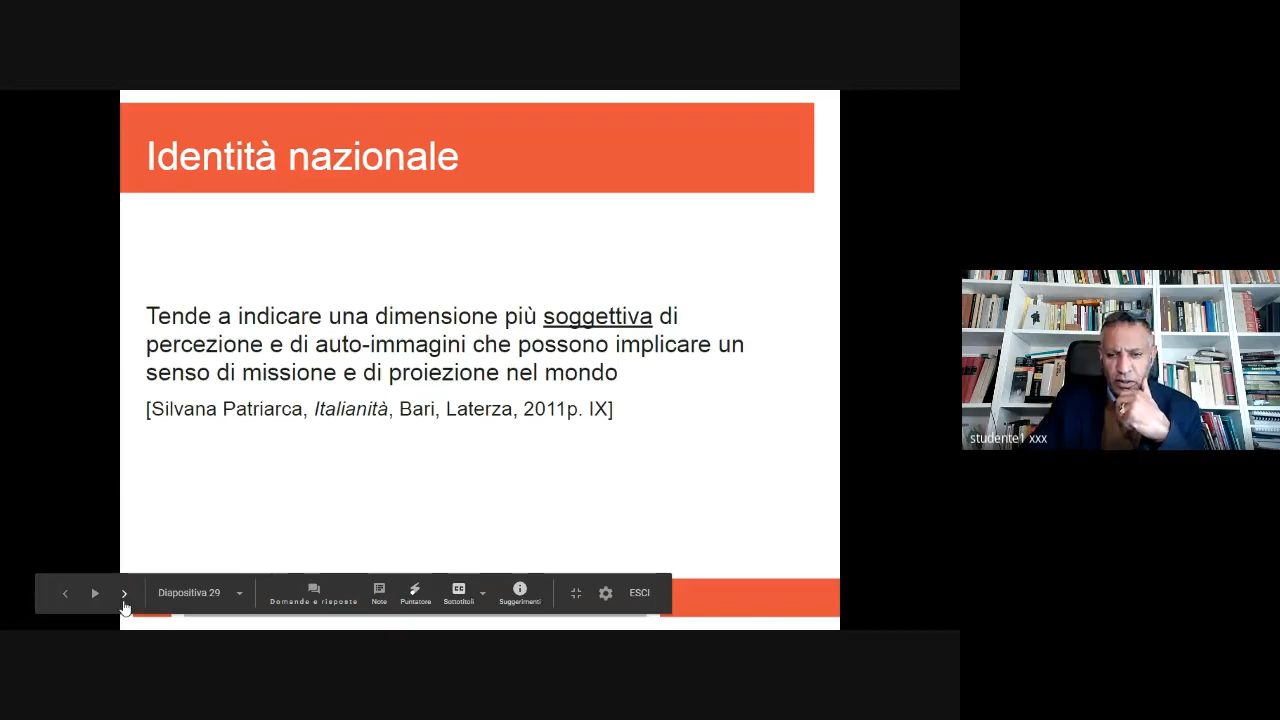 Identità nazionale
Tende a indicare una dimensione più soggettiva di
percezione e di auto-immagini che possono implicare un
senso di missione e di proiezione nel mondo
[Silvana Patriarca, Italianità, Bari, Laterza, 2011p. IX]
Diapositiva 29
Domande e risposte
Note
Puntatore
Sottotitoli
Suggerimenti
ESCI
studente1 xxx